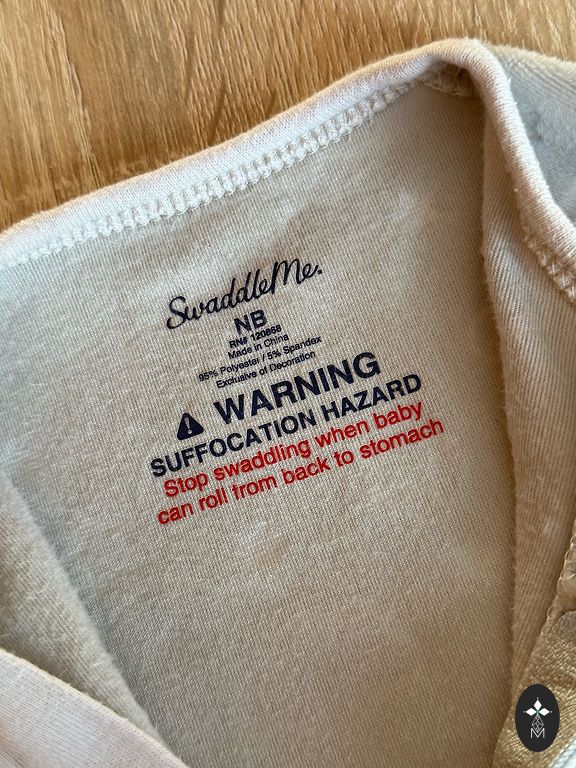 SwaddleMe.
NB
RN# 120868
Made in China
95% Polyester / 5% Spandex
Exclusive of Decoration
⚠ WARNING
SUFFOCATION HAZARD
Stop swaddling when baby
can roll from back to stomach
M